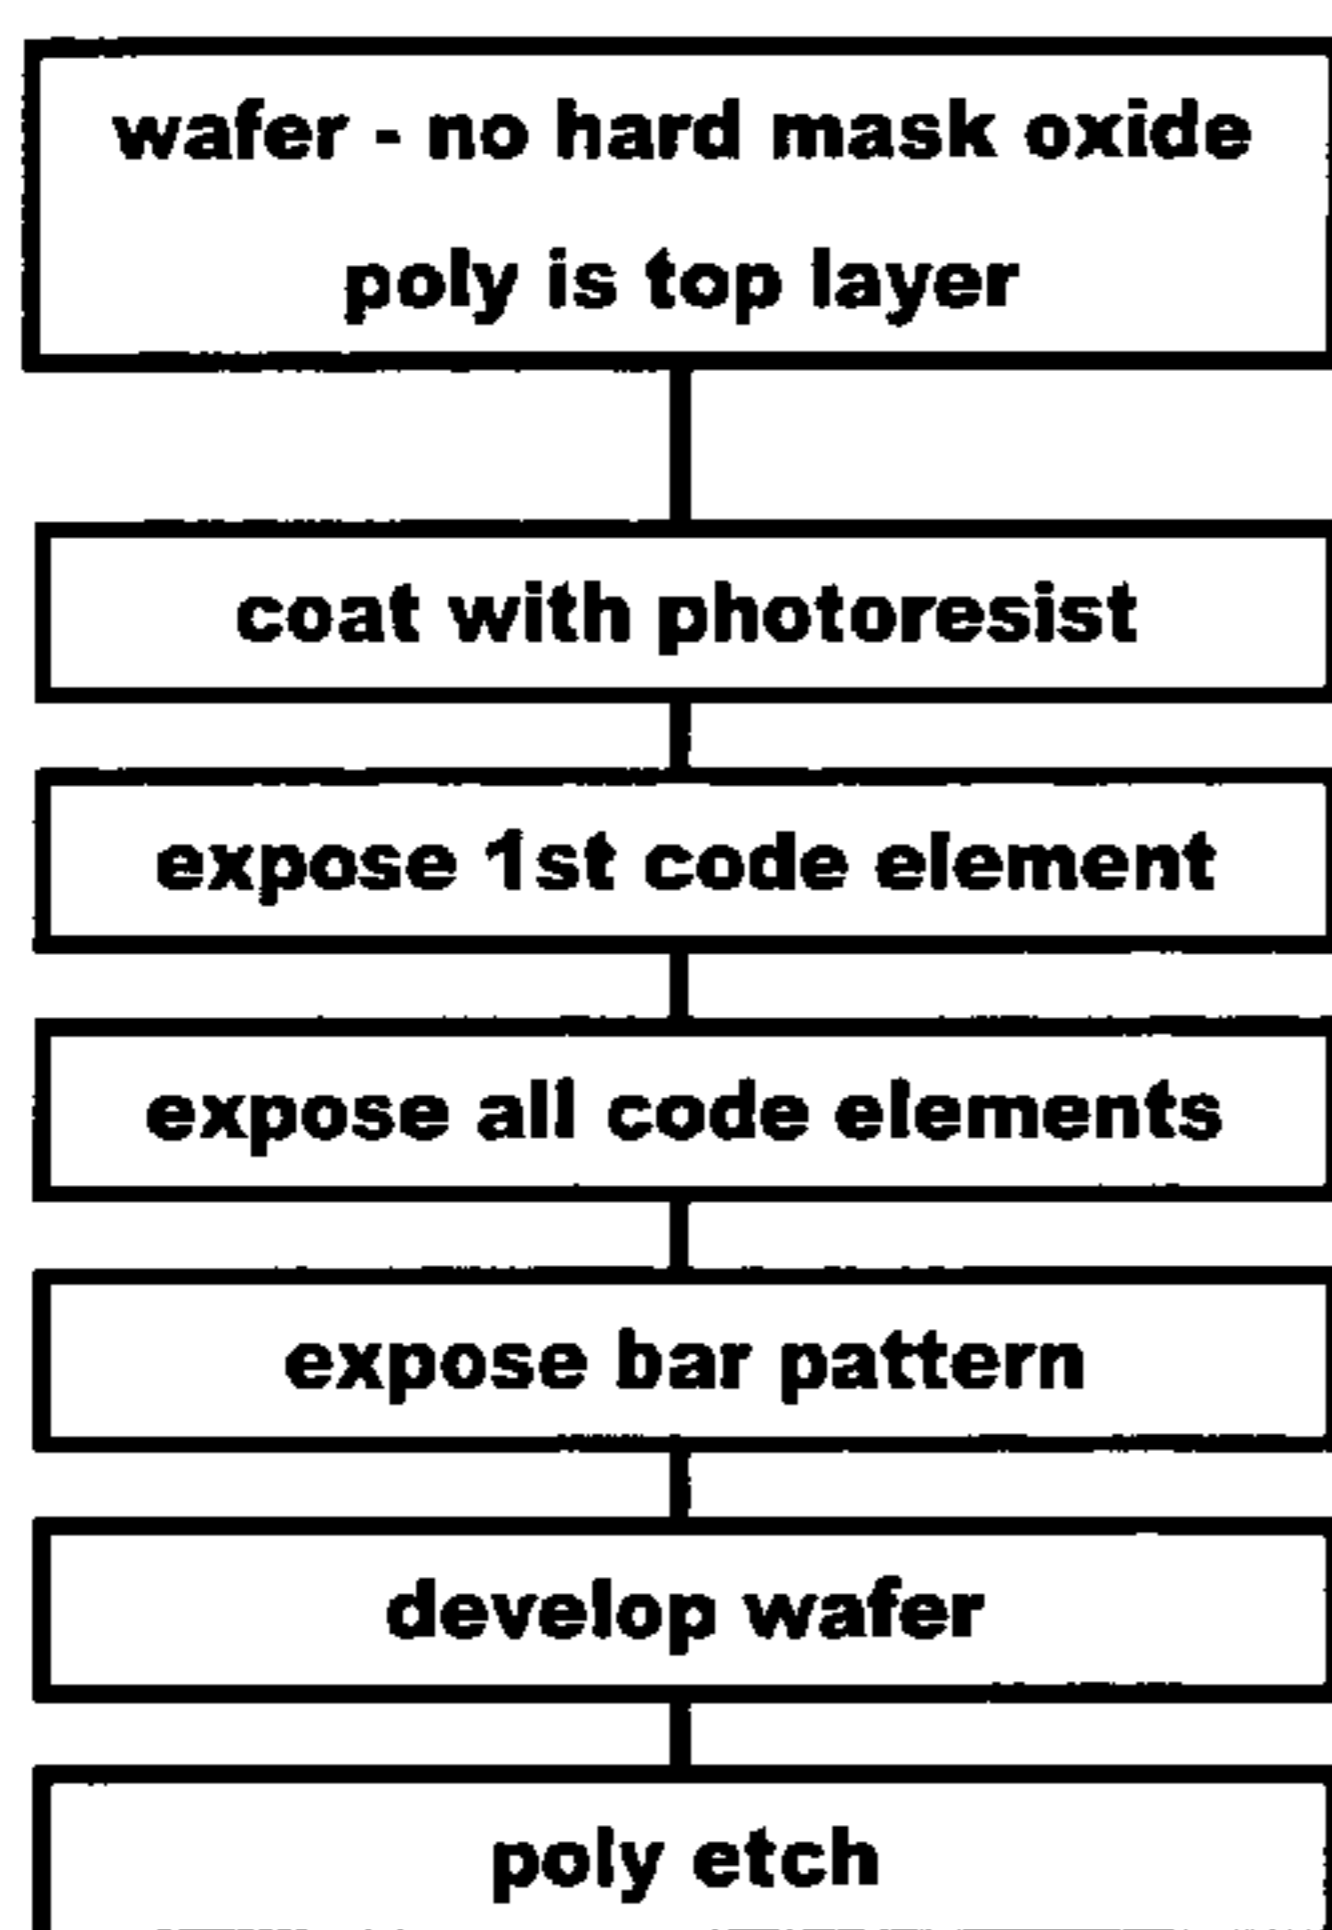 wafer - no hard mask oxide
poly is top layer
coat with photoresist
expose 1st code element
expose all code elements
expose bar pattern
develop wafer
poly etch